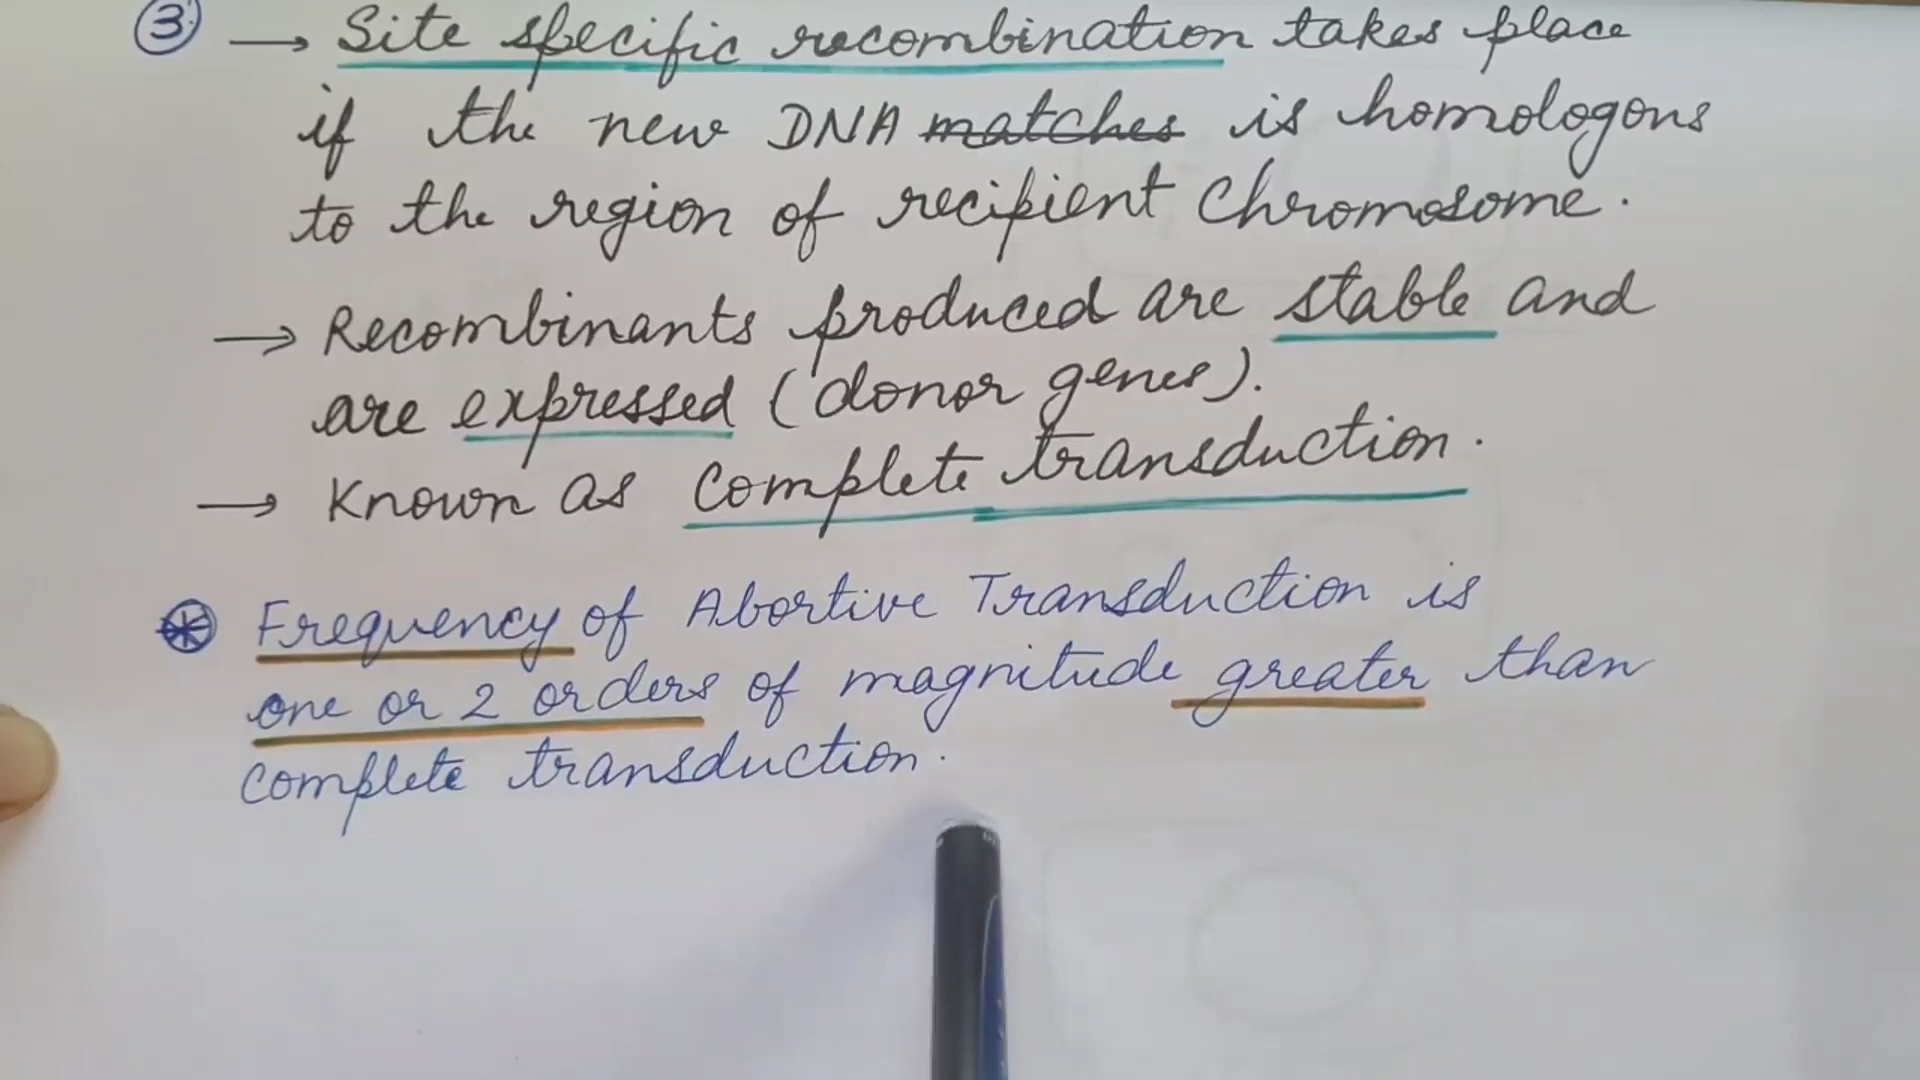 ③ → Site specific recombination takes place
if the new DNA matches is homologous
to the region of recipient Chromosome.
→ Recombinants produced are stable and
are expressed (donor genes).
→ Known as Complete transduction.
* Frequency of Abortive Transduction is
one or 2 orders of magnitude greater than
complete transduction.